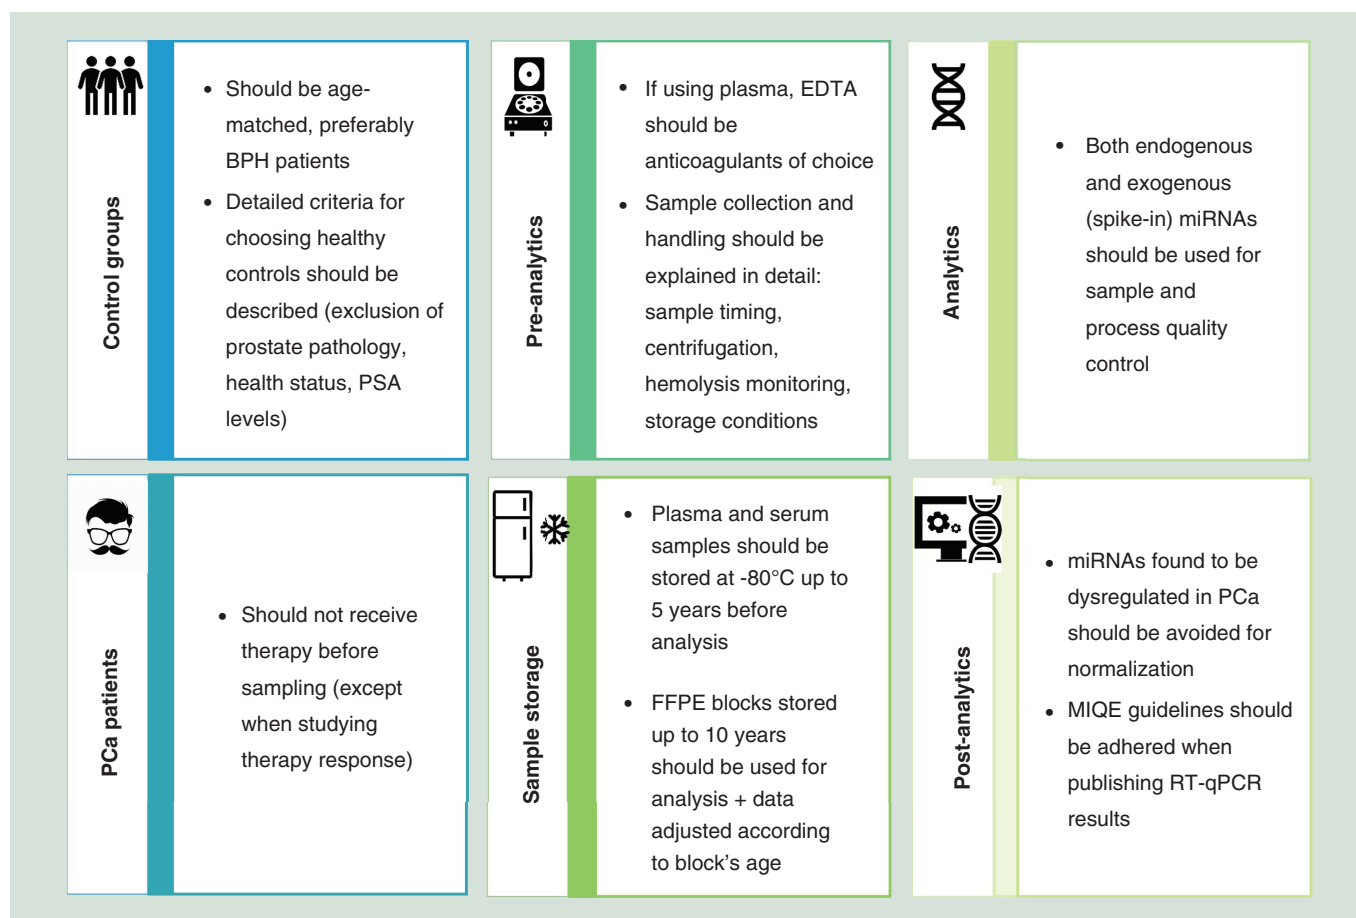 Control groups
• Should be age-
matched, preferably
BPH patients
• Detailed criteria for
choosing healthy
controls should be
described (exclusion of
prostate pathology,
health status, PSA
levels)
Pre-analytics
• If using plasma, EDTA
should be
anticoagulants of choice
• Sample collection and
handling should be
explained in detail:
sample timing,
centrifugation,
hemolysis monitoring,
storage conditions
Analytics
• Both endogenous
and exogenous
(spike-in) miRNAs
should be used for
sample and
process quality
control
PCa patients
• Should not receive
therapy before
sampling (except
when studying
therapy response)
Sample storage
• Plasma and serum
samples should be
stored at -80°C up to
5 years before
analysis
• FFPE blocks stored
up to 10 years
should be used for
analysis + data
adjusted according
to block's age
Post-analytics
• miRNAs found to be
dysregulated in PCa
should be avoided for
normalization
• MIQE guidelines should
be adhered when
publishing RT-qPCR
results